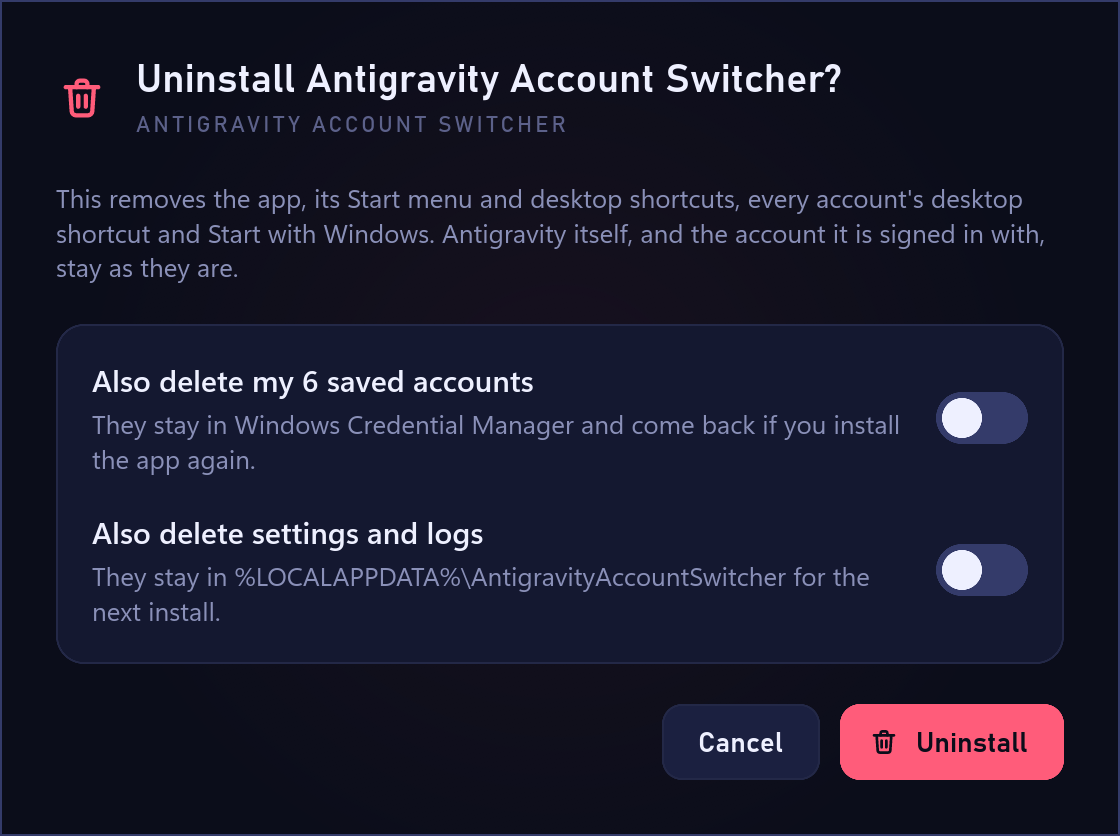 Uninstall Antigravity Account Switcher?
ANTIGRAVITY ACCOUNT SWITCHER
This removes the app, its Start menu and desktop shortcuts, every account's desktop
shortcut and Start with Windows. Antigravity itself, and the account it is signed in with,
stay as they are.
Also delete my 6 saved accounts
They stay in Windows Credential Manager and come back if you install
the app again.
Also delete settings and logs
They stay in %LOCALAPPDATA%\AntigravityAccountSwitcher for the
next install.
Cancel
Uninstall